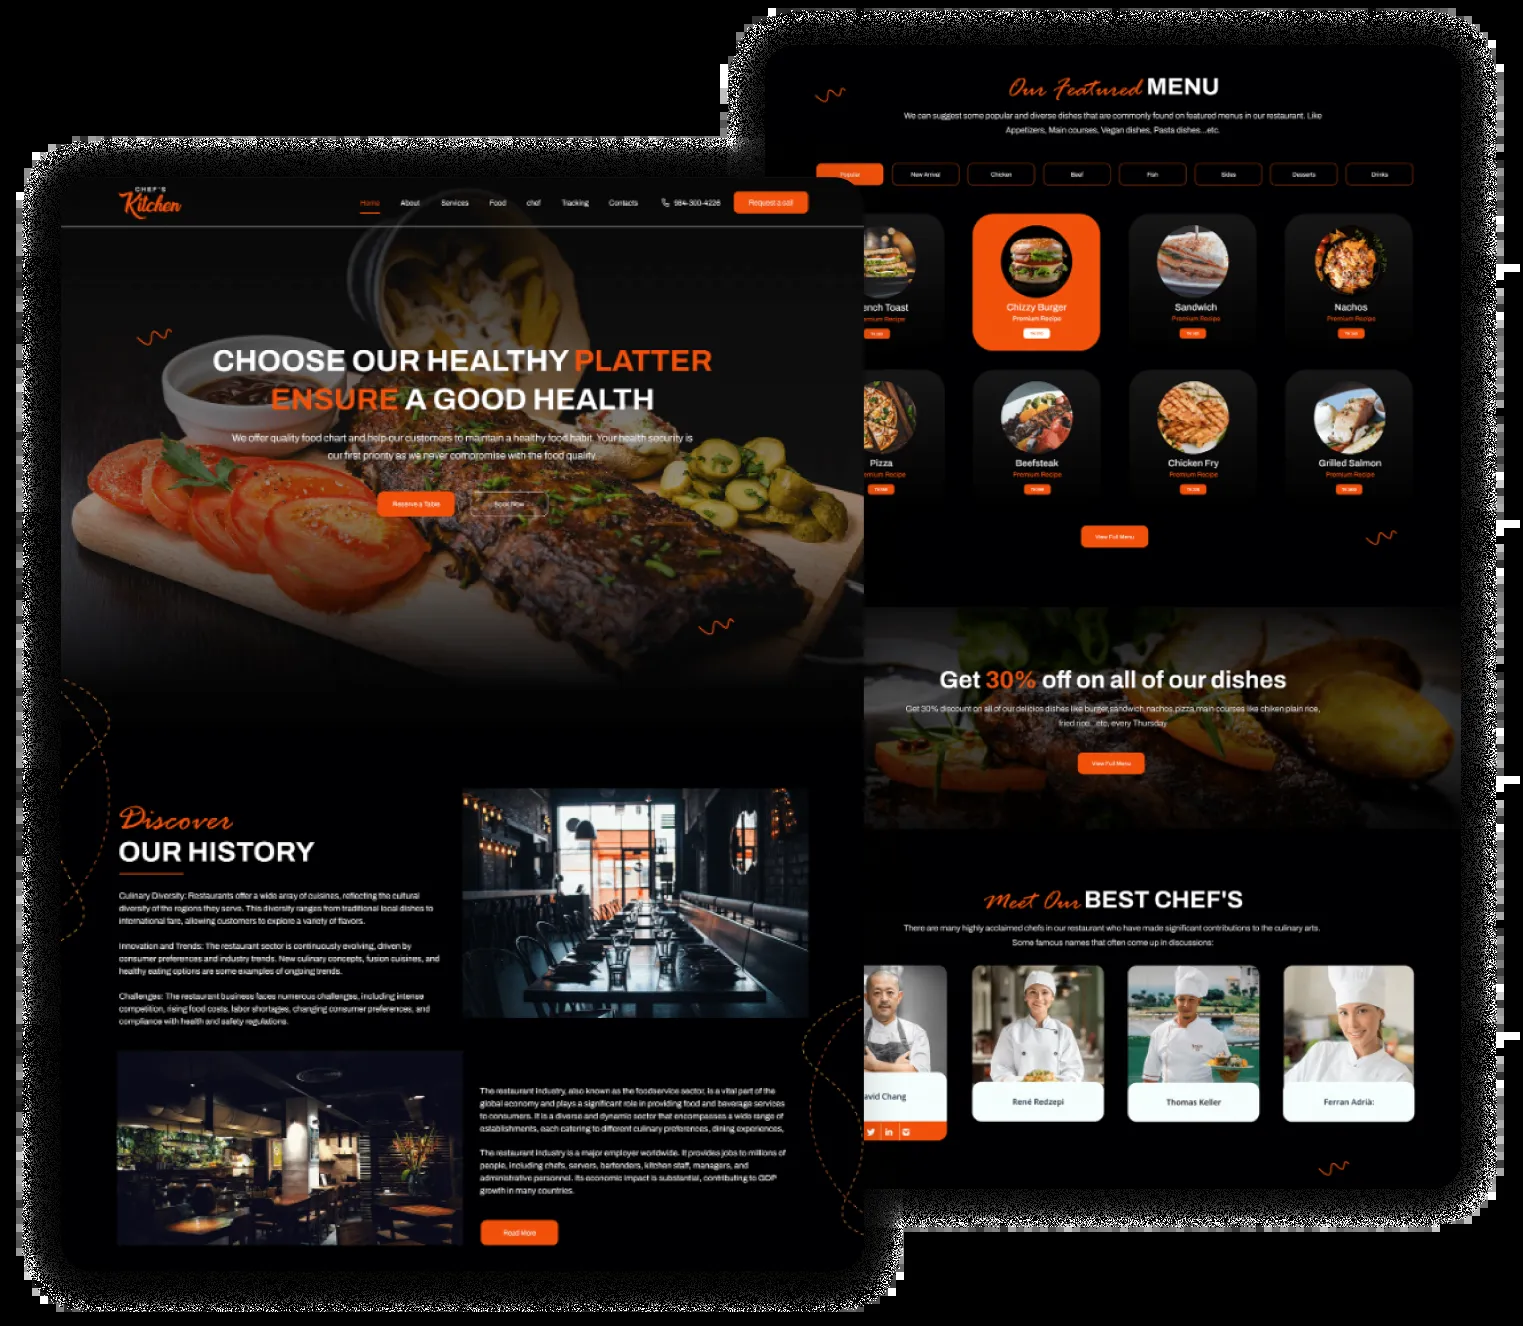 CHEF'S
Kitchen
Home About Services Food chef Tracking Contacts 984-300-4226 Request a call
CHOOSE OUR HEALTHY PLATTER
ENSURE A GOOD HEALTH
We offer quality food chart and help our customers to maintain a healthy food habit. Your health security is
our first priority as we never compromise with the food quality.
Reserve a Table Book Now
Discover
OUR HISTORY
Culinary Diversity: Restaurants offer a wide array of cuisines, reflecting the cultural
diversity of the regions they serve. This diversity ranges from traditional local dishes to
international fare, allowing customers to explore a variety of flavors.
Innovation and Trends: The restaurant sector is continuously evolving, driven by
consumer preferences and industry trends. New culinary concepts, fusion cuisines, and
healthy eating options are some examples of ongoing trends.
Challenges: The restaurant business faces numerous challenges, including intense
competition, rising food costs, labor shortages, changing consumer preferences, and
compliance with health and safety regulations.
The restaurant industry, also known as the foodservice sector, is a vital part of the
global economy and plays a significant role in providing food and beverage services
to consumers. It is a diverse and dynamic sector that encompasses a wide range of
establishments, each catering to different culinary preferences, dining experiences,
The restaurant industry is a major employer worldwide. It provides jobs to millions of
people, including chefs, servers, bartenders, kitchen staff, managers, and
administrative personnel. Its economic impact is substantial, contributing to GDP
growth in many countries.
Read More
Our Featured MENU
We can suggest some popular and diverse dishes that are commonly found on featured menus in our restaurant. Like
Appetizers, Main courses, Vegan dishes, Pasta dishes...etc.
Popular New Arrival Chicken Beef Fish Sides Desserts Drinks
ench Toast Chizzy Burger Sandwich Nachos
emium Recipe Premium Recipe Premium Recipe Premium Recipe
Pizza Beefsteak Chicken Fry Grilled Salmon
emium Recipe Premium Recipe Premium Recipe Premium Recipe
View Full Menu
Get 30% off on all of our dishes
Get 30% discount on all of our delicios dishes like burger,sandwich,nachos,pizza,main courses like chiken plain rice,
fried rice...etc, every Thursday
View Full Menu
Meet Our BEST CHEF'S
There are many highly acclaimed chefs in our restaurant who have made significant contributions to the culinary arts.
Some famous names that often come up in discussions:
avid Chang René Redzepi Thomas Keller Ferran Adrià: